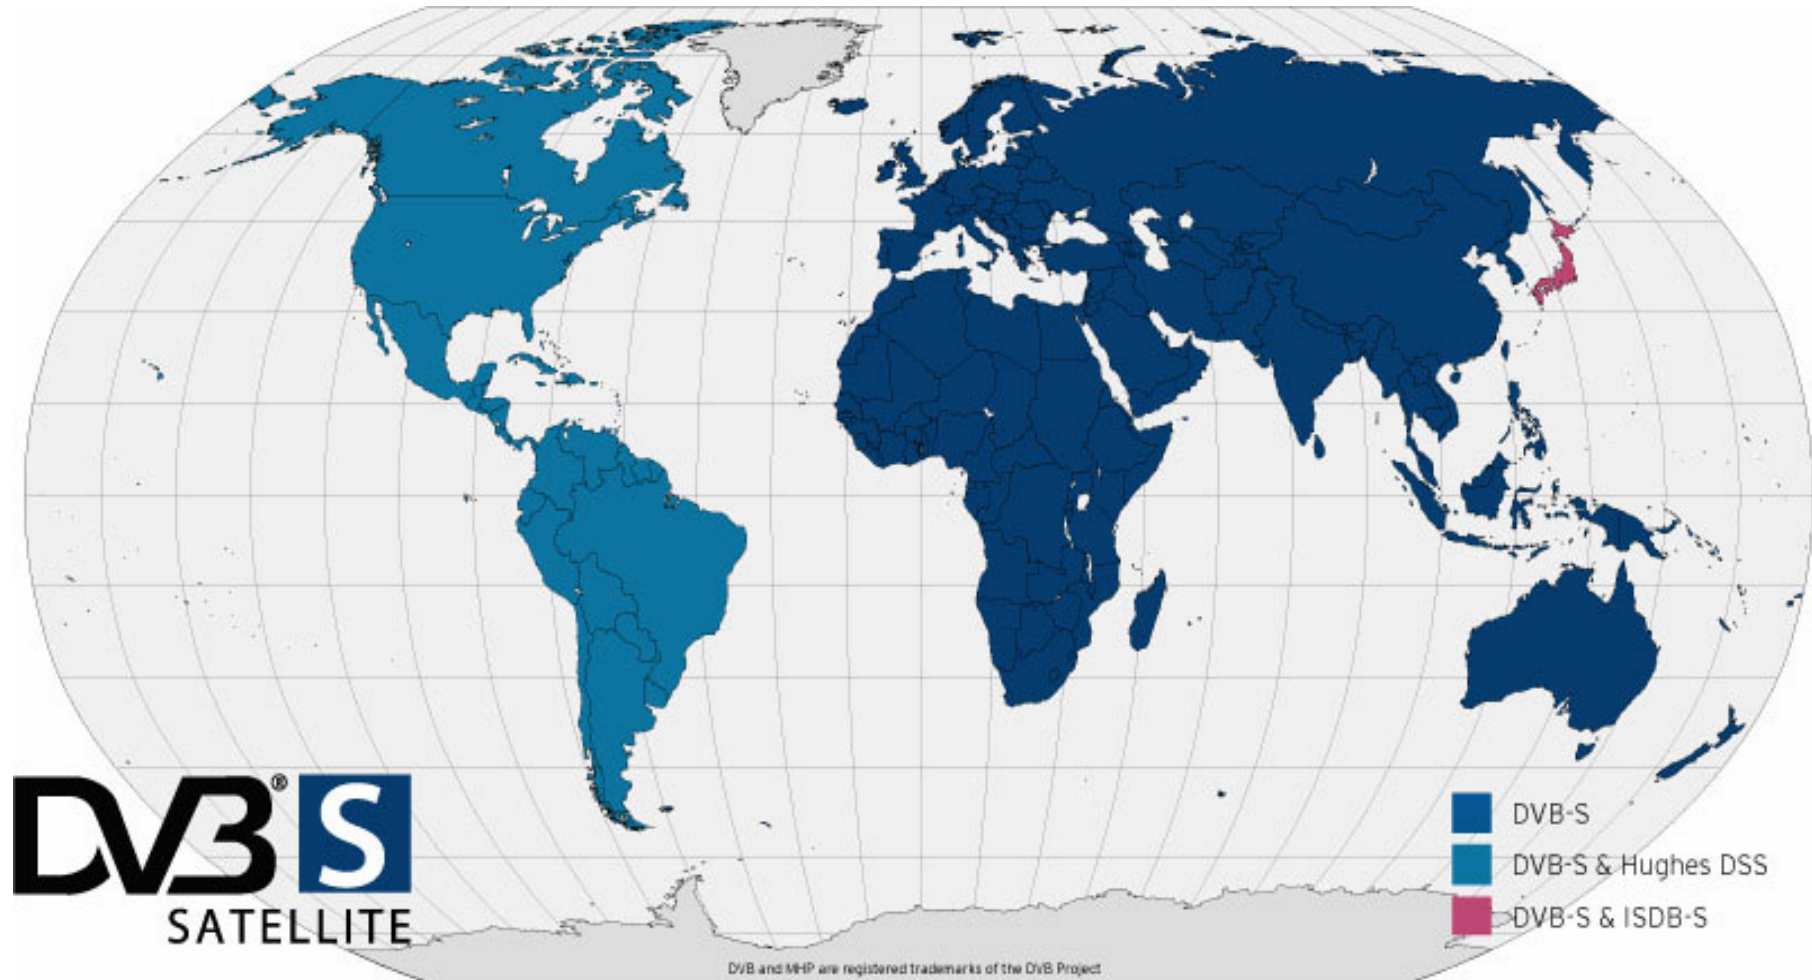 DVB® S
SATELLITE
DVB-S
DVB-S & Hughes DSS
DVB-S & ISDB-S
DVB and MHP are registered trademarks of the DVB Project